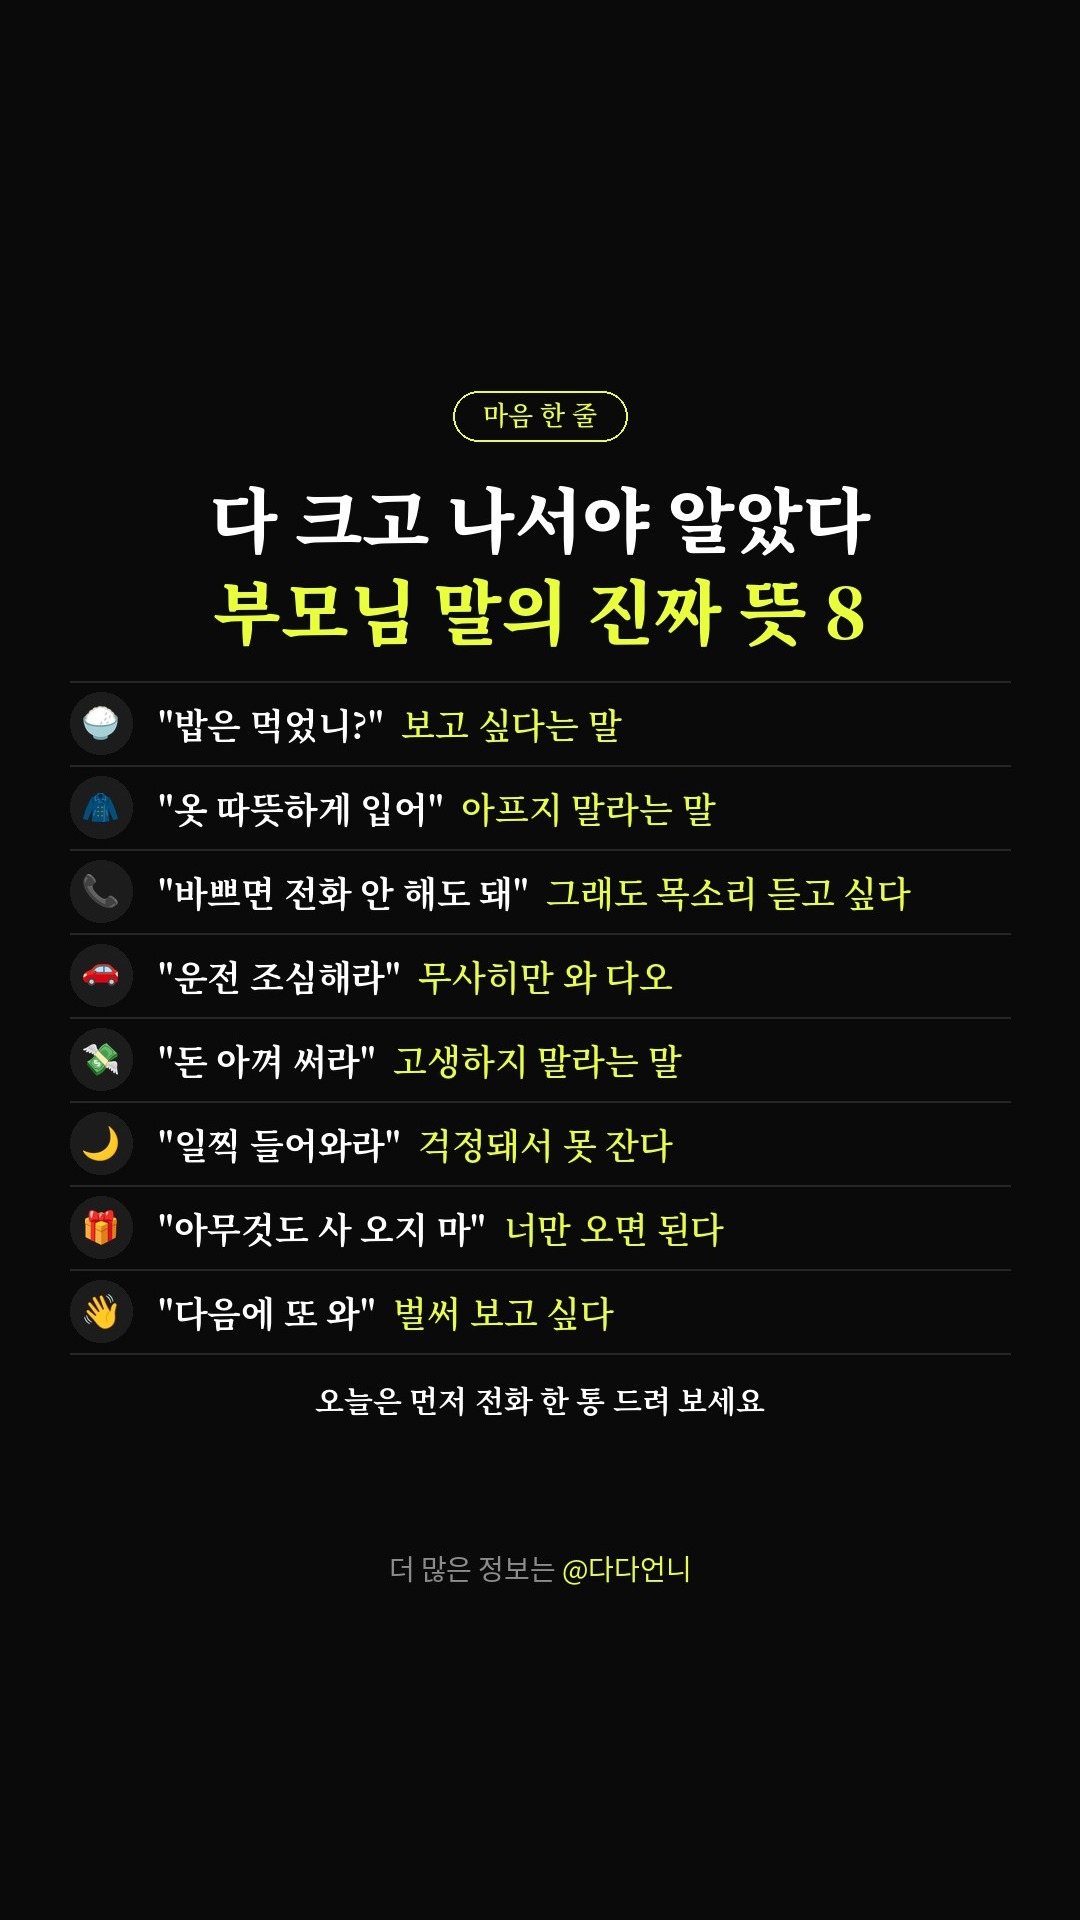 마음 한 줄
다 크고 나서야 알았다
부모님 말의 진짜 뜻 8
"밥은 먹었니?" 보고 싶다는 말
"옷 따뜻하게 입어" 아프지 말라는 말
"바쁘면 전화 안 해도 돼" 그래도 목소리 듣고 싶다
"운전 조심해라" 무사히만 와 다오
"돈 아껴 써라" 고생하지 말라는 말
"일찍 들어와라" 걱정돼서 못 잔다
"아무것도 사 오지 마" 너만 오면 된다
"다음에 또 와" 벌써 보고 싶다
오늘은 먼저 전화 한 통 드려 보세요
더 많은 정보는 @다다언니